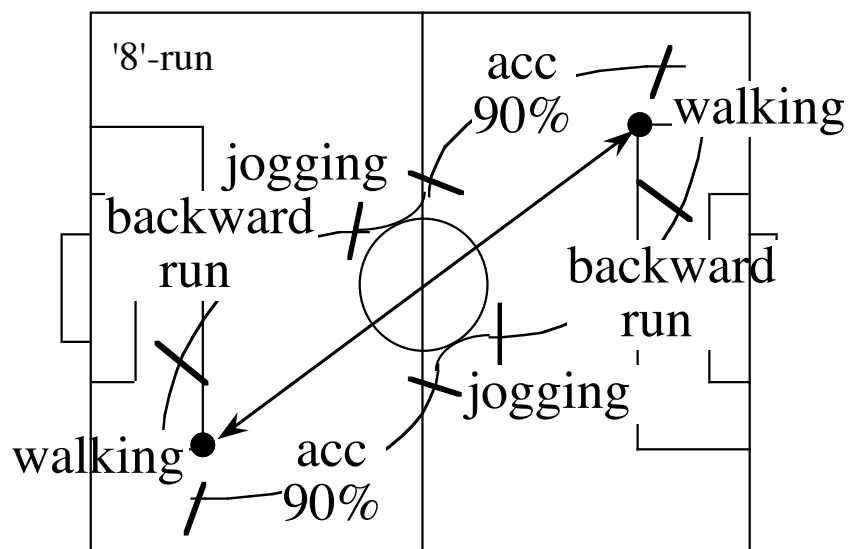 '8'-run
acc
90%
walking
jogging
backward
run
backward
run
jogging
walking
acc
90%